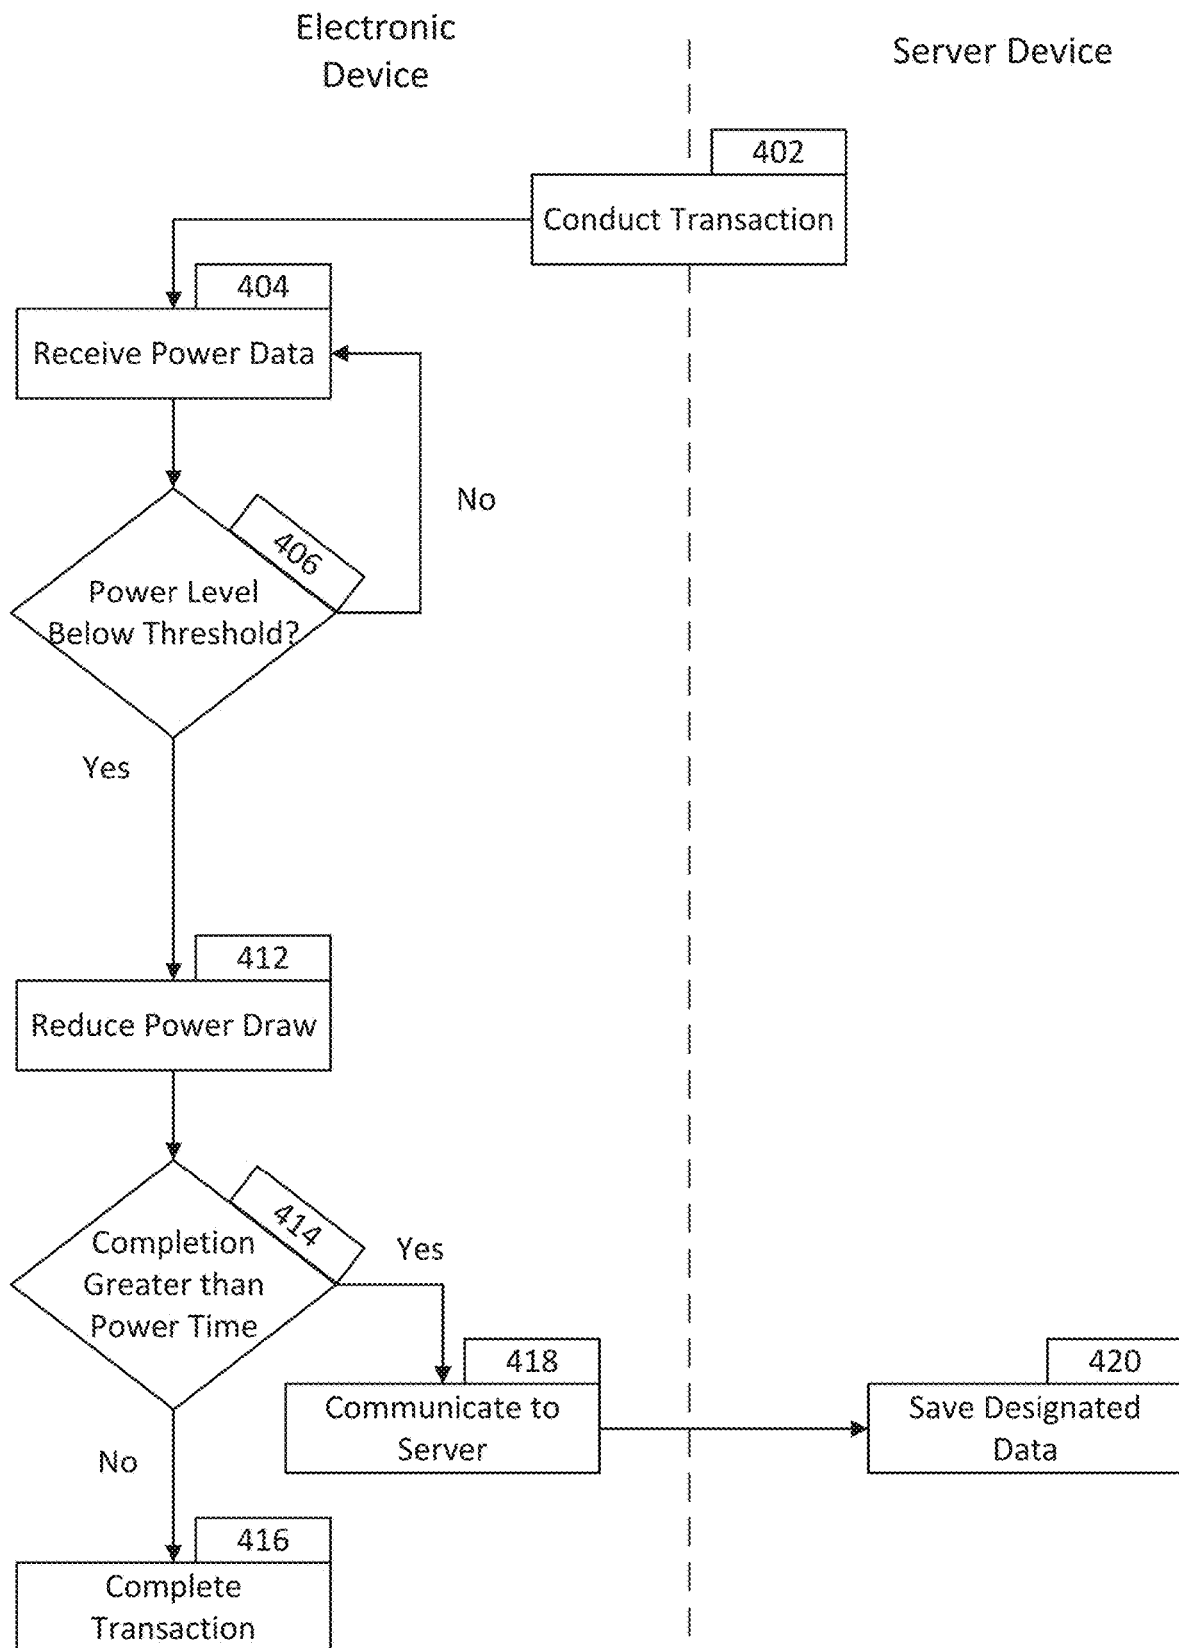 Electronic
Device
Server Device
402
Conduct Transaction
404
Receive Power Data
No
406
Power Level
Below Threshold?
Yes
412
Reduce Power Draw
414
Completion
Greater than
Power Time
Yes
418
Communicate to
Server
420
Save Designated
Data
No
416
Complete
Transaction